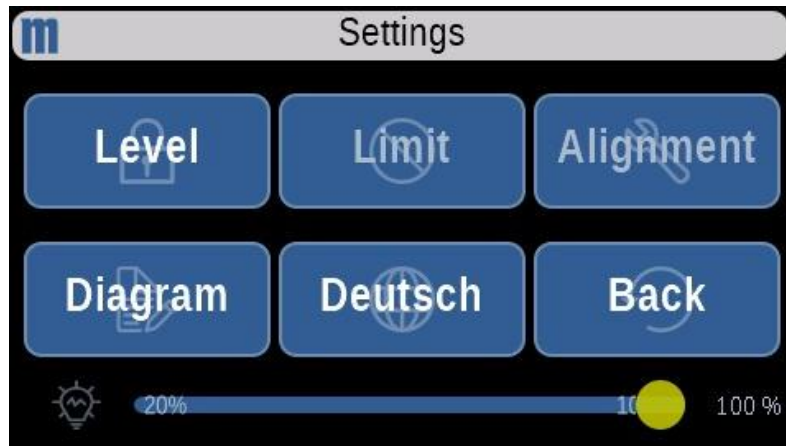 m Settings
Level Limit Alignment
Diagram Deutsch Back
20% 100 %